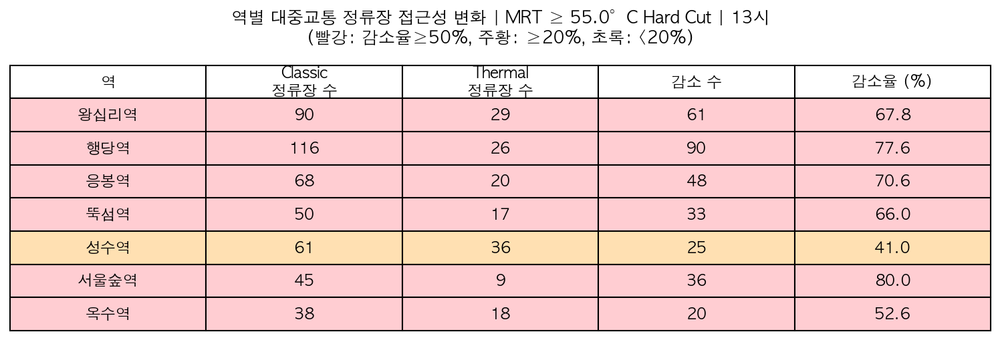 역별 대중교통 정류장 접근성 변화 | MRT ≥ 55.0°C Hard Cut | 13시
(빨강: 감소율≥50%, 주황: ≥20%, 초록: <20%)
역 Classic 정류장 수 Thermal 정류장 수 감소 수 감소율 (%)
왕십리역 90 29 61 67.8
행당역 116 26 90 77.6
응봉역 68 20 48 70.6
뚝섬역 50 17 33 66.0
성수역 61 36 25 41.0
서울숲역 45 9 36 80.0
옥수역 38 18 20 52.6